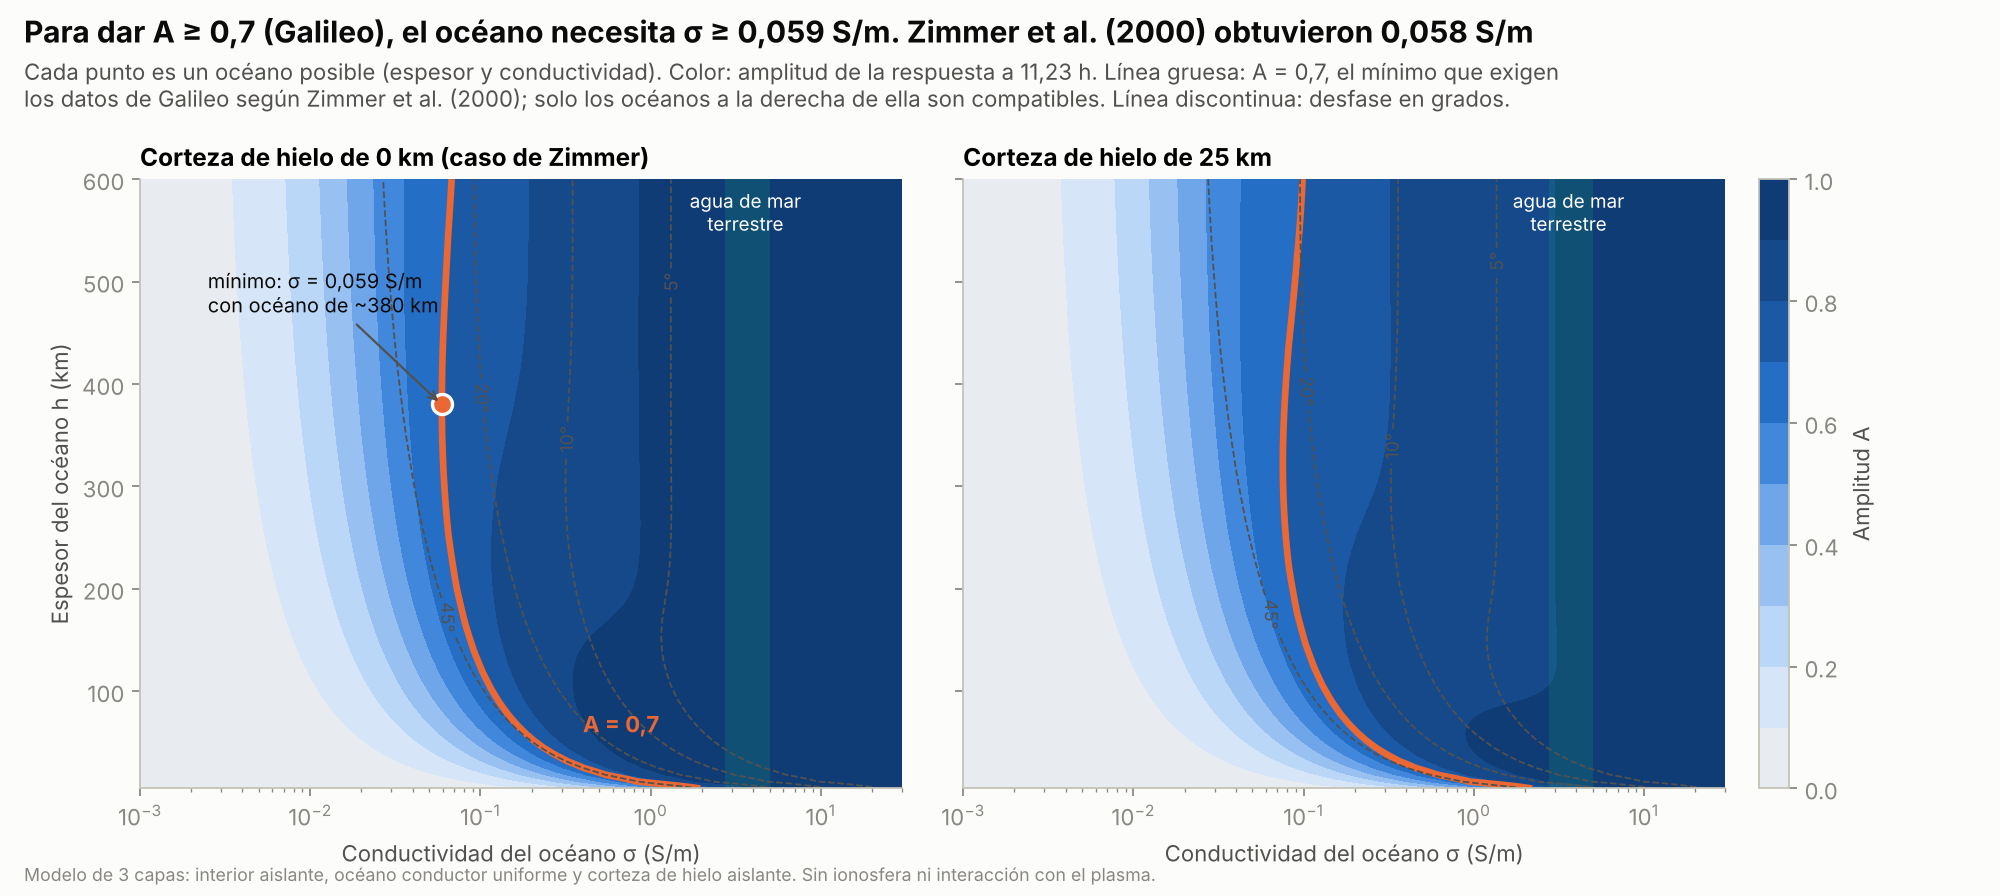 Para dar A ≥ 0,7 (Galileo), el océano necesita σ ≥ 0,059 S/m. Zimmer et al. (2000) obtuvieron 0,058 S/m
Cada punto es un océano posible (espesor y conductividad). Color: amplitud de la respuesta a 11,23 h. Línea gruesa: A = 0,7, el mínimo que exigen
los datos de Galileo según Zimmer et al. (2000); solo los océanos a la derecha de ella son compatibles. Línea discontinua: desfase en grados.
Corteza de hielo de 0 km (caso de Zimmer)
600
500
400
300
200
100
Espesor del océano h (km)
agua de mar
terrestre
mínimo: σ = 0,059 S/m
con océano de ~380 km
5°
20°
10°
45°
A = 0,7
10⁻³
10⁻²
10⁻¹
10⁰
10¹
Conductividad del océano σ (S/m)
Corteza de hielo de 25 km
agua de mar
terrestre
5°
20°
10°
45°
10⁻³
10⁻²
10⁻¹
10⁰
10¹
Conductividad del océano σ (S/m)
1.0
0.8
0.6
0.4
0.2
0.0
Amplitud A
Modelo de 3 capas: interior aislante, océano conductor uniforme y corteza de hielo aislante. Sin ionosfera ni interacción con el plasma.